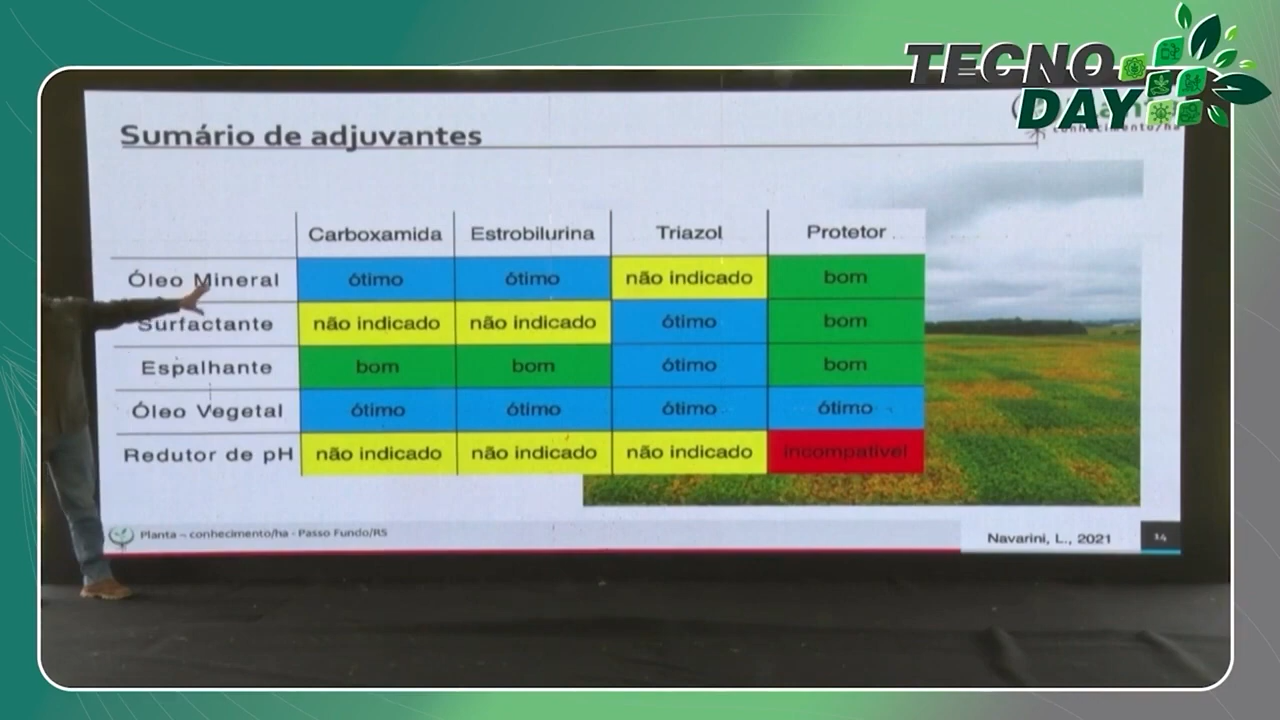 TECNO
DAY
Sumário de adjuvantes
conhecimento/ha
Carboxamida Estrobilurina Triazol Protetor
Óleo Mineral ótimo ótimo não indicado bom
Surfactante não indicado não indicado ótimo bom
Espalhante bom bom ótimo bom
Óleo Vegetal ótimo ótimo ótimo ótimo
Redutor de pH não indicado não indicado não indicado incompatível
Planta – conhecimento/ha - Passo Fundo/RS
Navarini, L., 2021
14